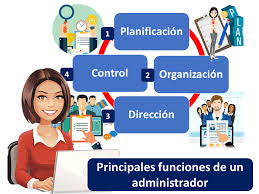 1 Planificación
PLAN
4 Control
2 Organización
3 Dirección
Principales funciones de un
administrador